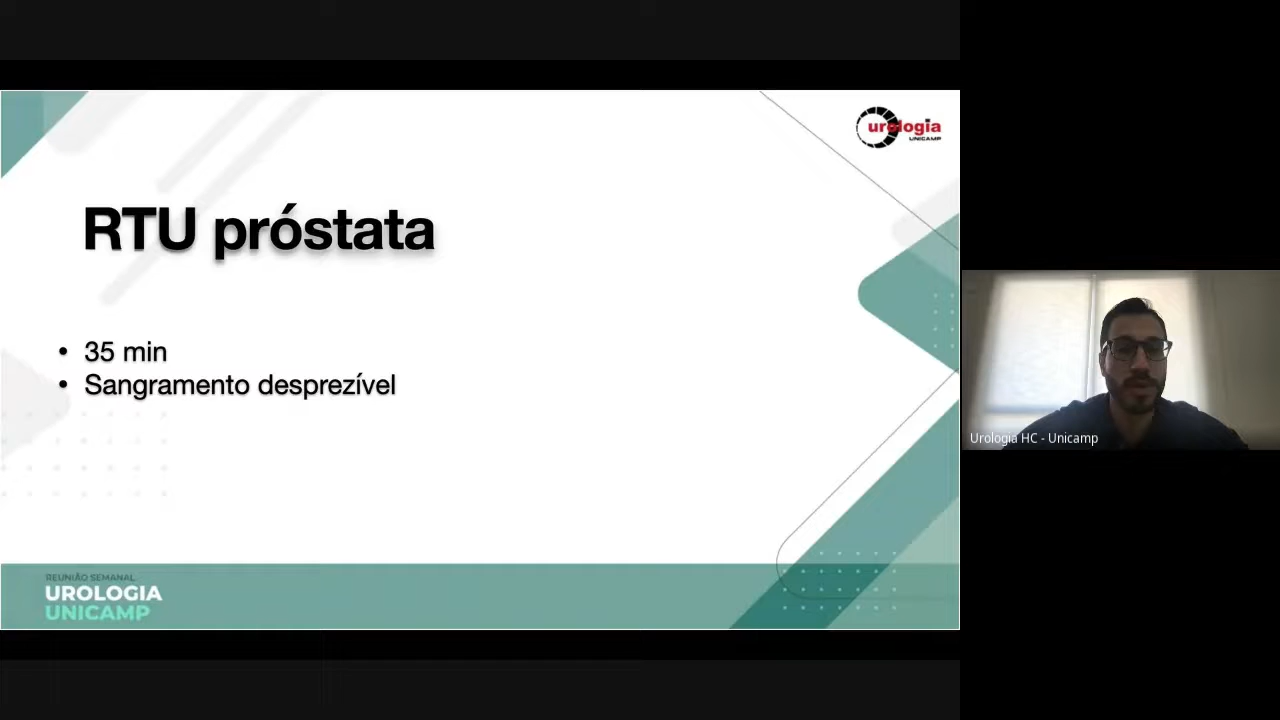 urologia
UNICAMP
RTU próstata
• 35 min
• Sangramento desprezível
REUNIÃO SEMANAL
UROLOGIA
UNICAMP
Urologia HC - Unicamp